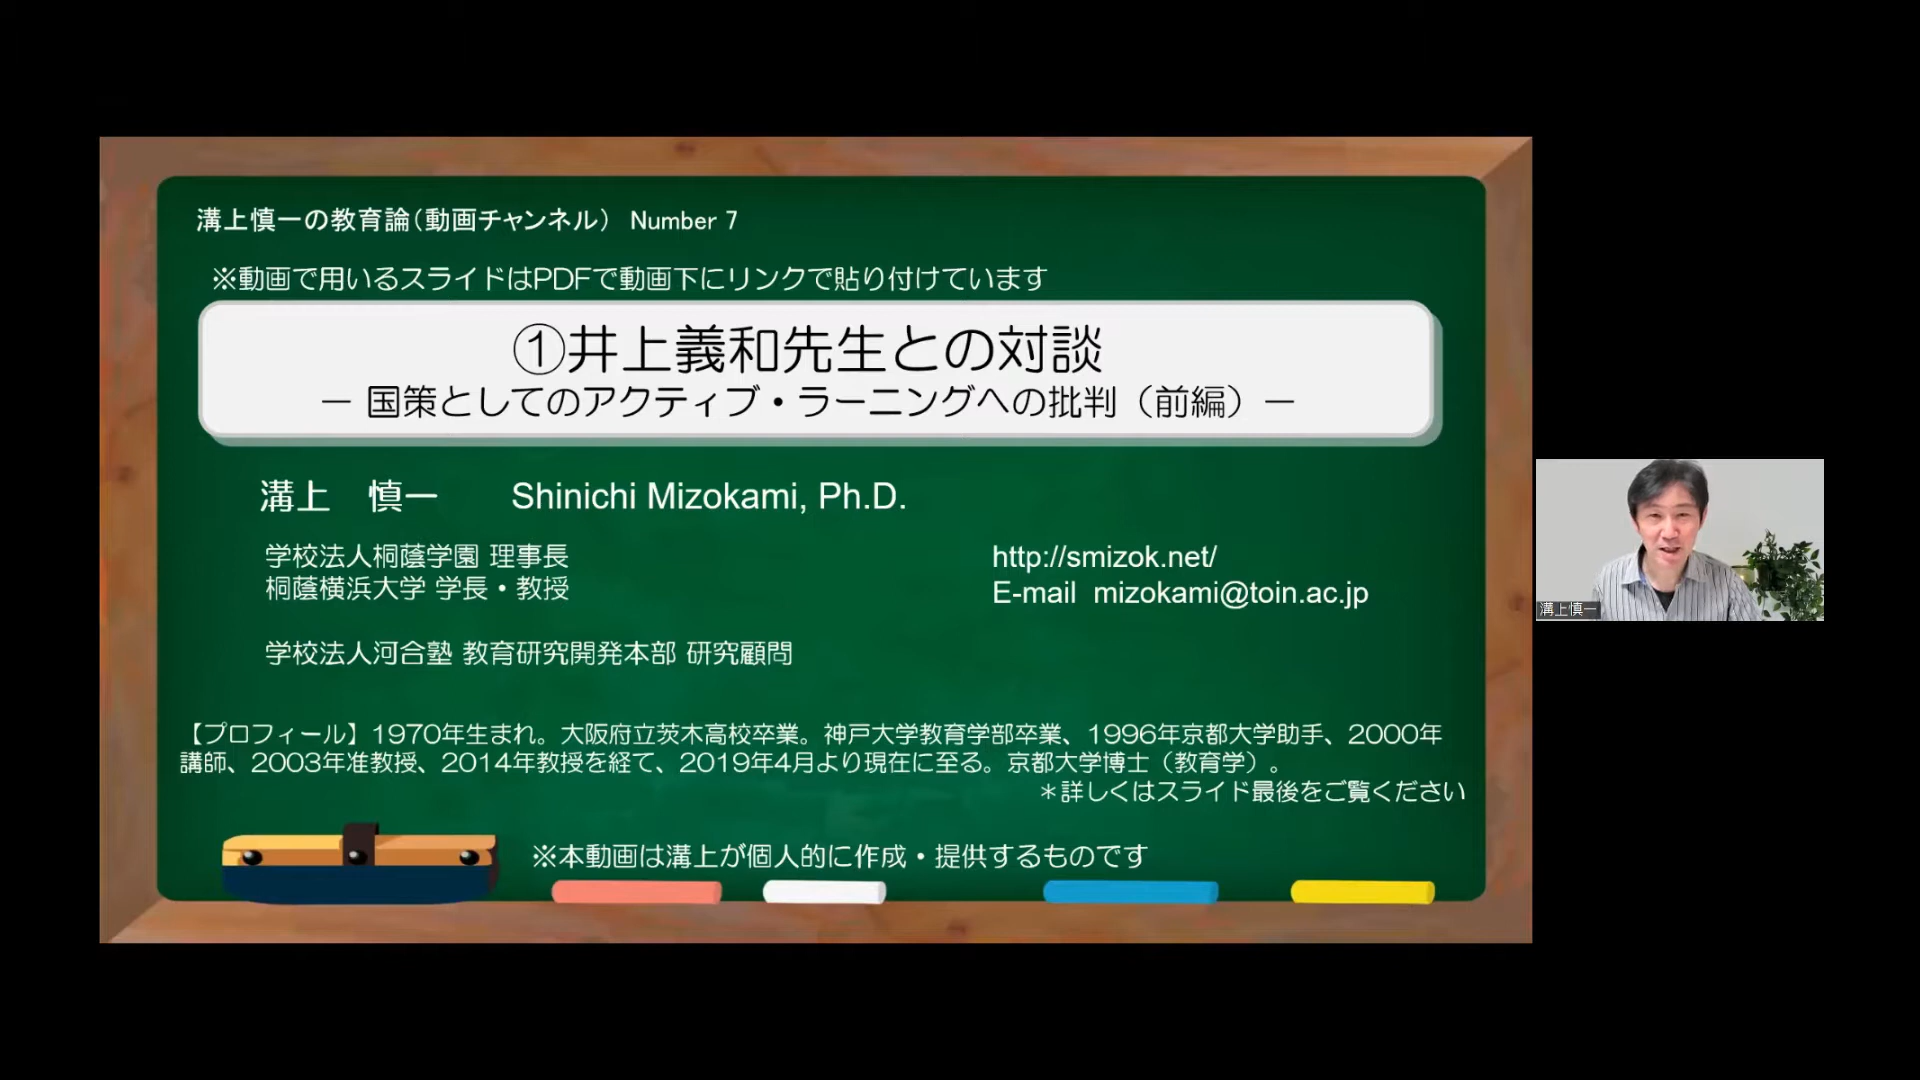 溝上慎一の教育論（動画チャンネル） Number 7
※動画で用いるスライドはPDFで動画下にリンクで貼り付けています
①井上義和先生との対談
－ 国策としてのアクティブ・ラーニングへの批判（前編）－
溝上　慎一　　Shinichi Mizokami, Ph.D.
学校法人桐蔭学園 理事長
桐蔭横浜大学 学長・教授
http://smizok.net/
E-mail mizokami@toin.ac.jp
学校法人河合塾 教育研究開発本部 研究顧問
【プロフィール】1970年生まれ。大阪府立茨木高校卒業。神戸大学教育学部卒業、1996年京都大学助手、2000年
講師、2003年准教授、2014年教授を経て、2019年4月より現在に至る。京都大学博士（教育学）。
＊詳しくはスライド最後をご覧ください
※本動画は溝上が個人的に作成・提供するものです
溝上慎一